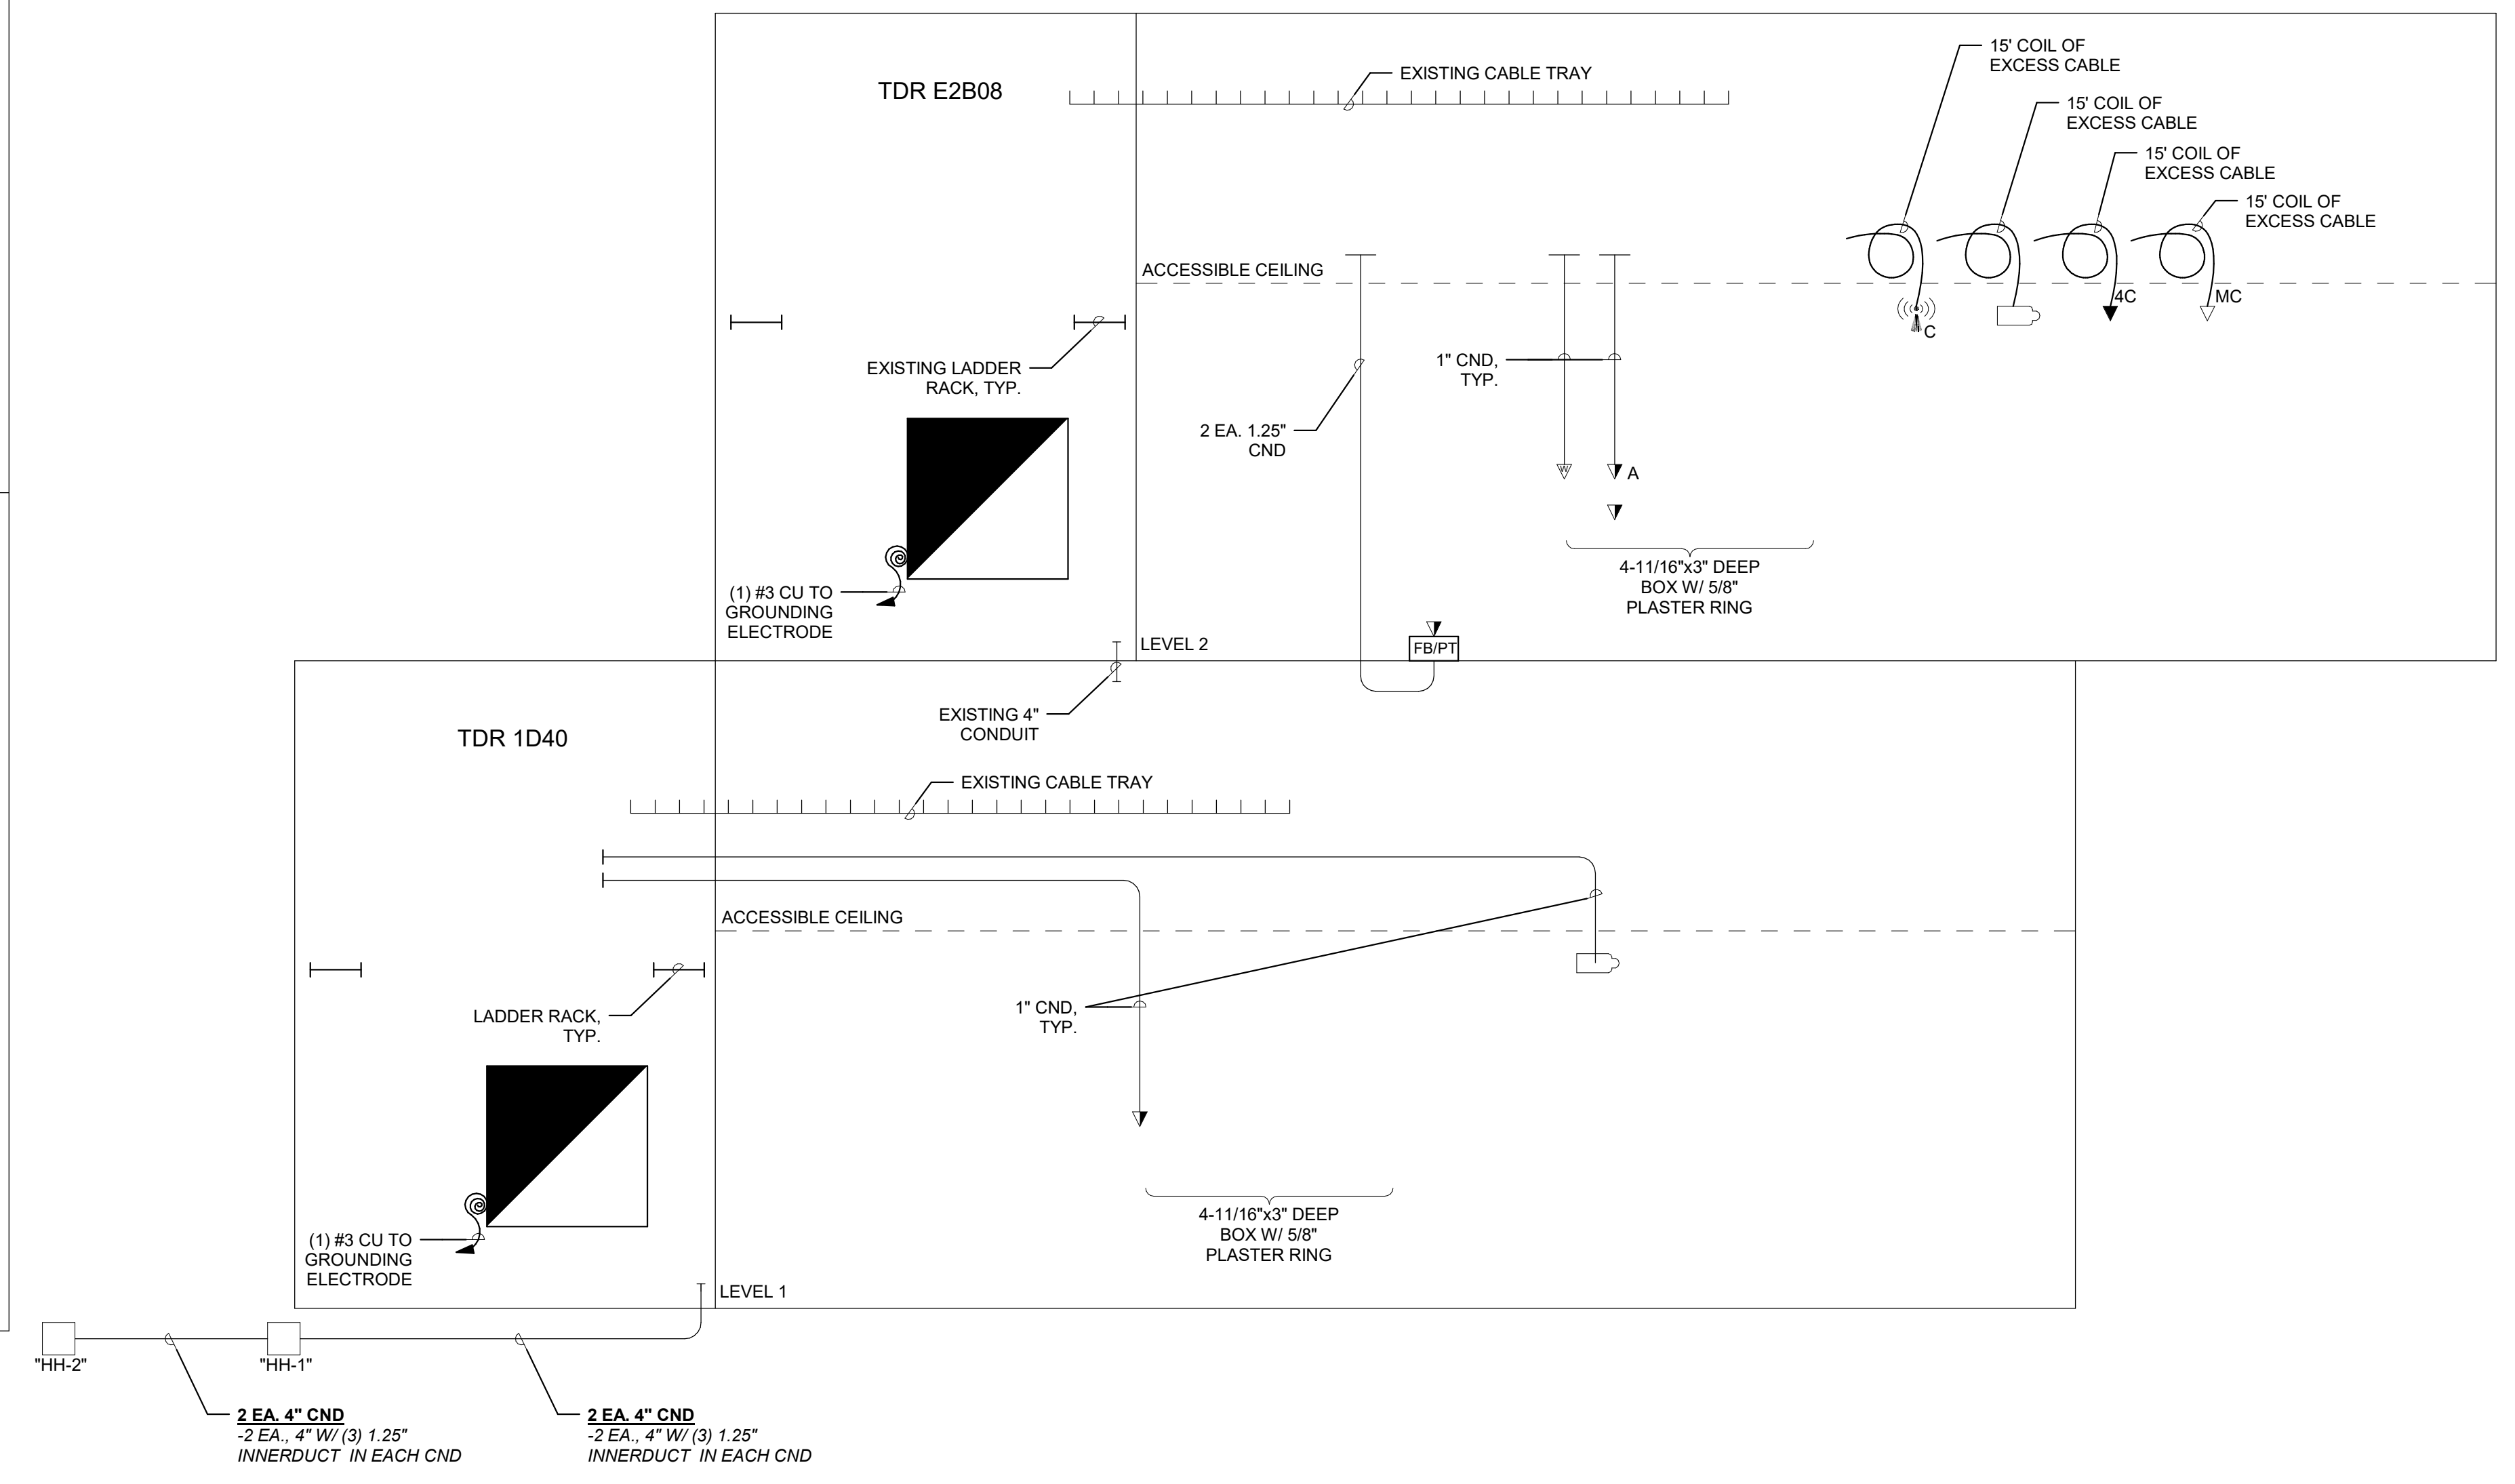 TDR E2B08
EXISTING CABLE TRAY
15' COIL OF
EXCESS CABLE
15' COIL OF
EXCESS CABLE
15' COIL OF
EXCESS CABLE
15' COIL OF
EXCESS CABLE
ACCESSIBLE CEILING
C
4C
MC
EXISTING LADDER
RACK, TYP.
1" CND,
TYP.
2 EA. 1.25"
CND
W
A
4-11/16"x3" DEEP
BOX W/ 5/8"
PLASTER RING
(1) #3 CU TO
GROUNDING
ELECTRODE
LEVEL 2
FB/PT
EXISTING 4"
CONDUIT
TDR 1D40
EXISTING CABLE TRAY
ACCESSIBLE CEILING
LADDER RACK,
TYP.
1" CND,
TYP.
4-11/16"x3" DEEP
BOX W/ 5/8"
PLASTER RING
(1) #3 CU TO
GROUNDING
ELECTRODE
LEVEL 1
"HH-2"
"HH-1"
2 EA. 4" CND
-2 EA., 4" W/ (3) 1.25"
INNERDUCT IN EACH CND
2 EA. 4" CND
-2 EA., 4" W/ (3) 1.25"
INNERDUCT IN EACH CND